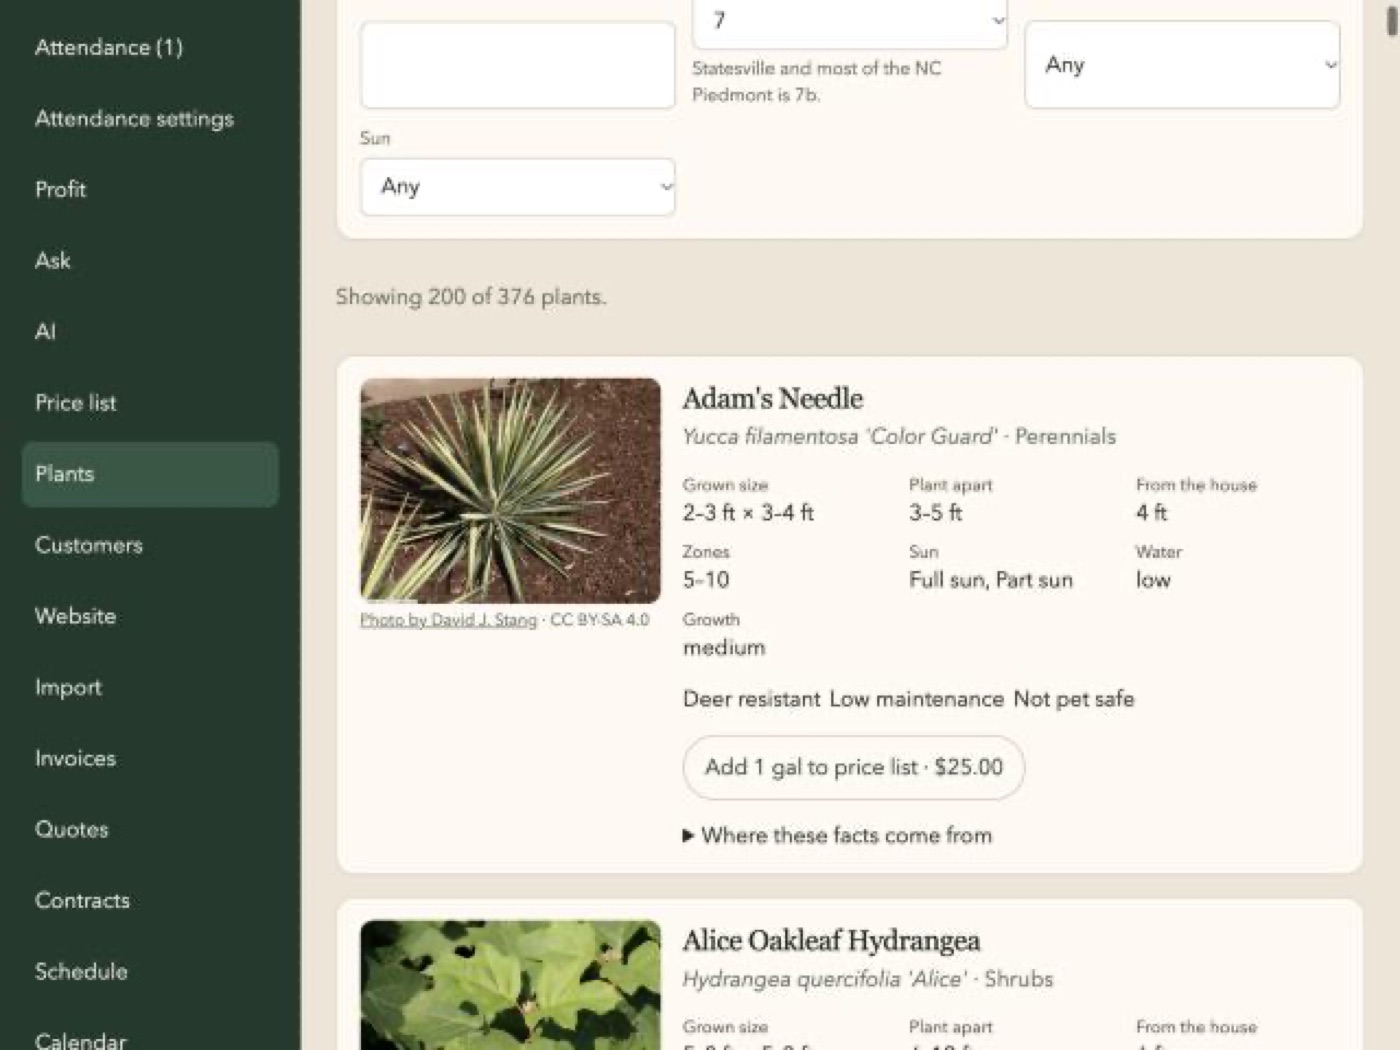 Attendance (1)
Attendance settings
Profit
Ask
AI
Price list
Plants
Customers
Website
Import
Invoices
Quotes
Contracts
Schedule
Calendar
7
Statesville and most of the NC
Piedmont is 7b.
Any
Sun
Any
Showing 200 of 376 plants.
Adam's Needle
Yucca filamentosa 'Color Guard' · Perennials
Grown size
2–3 ft × 3–4 ft
Plant apart
3–5 ft
From the house
4 ft
Zones
5–10
Sun
Full sun, Part sun
Water
low
Growth
medium
Deer resistant Low maintenance Not pet safe
Add 1 gal to price list · $25.00
Where these facts come from
Photo by David J. Stang · CC BY-SA 4.0
Alice Oakleaf Hydrangea
Hydrangea quercifolia 'Alice' · Shrubs
Grown size
Plant apart
From the house